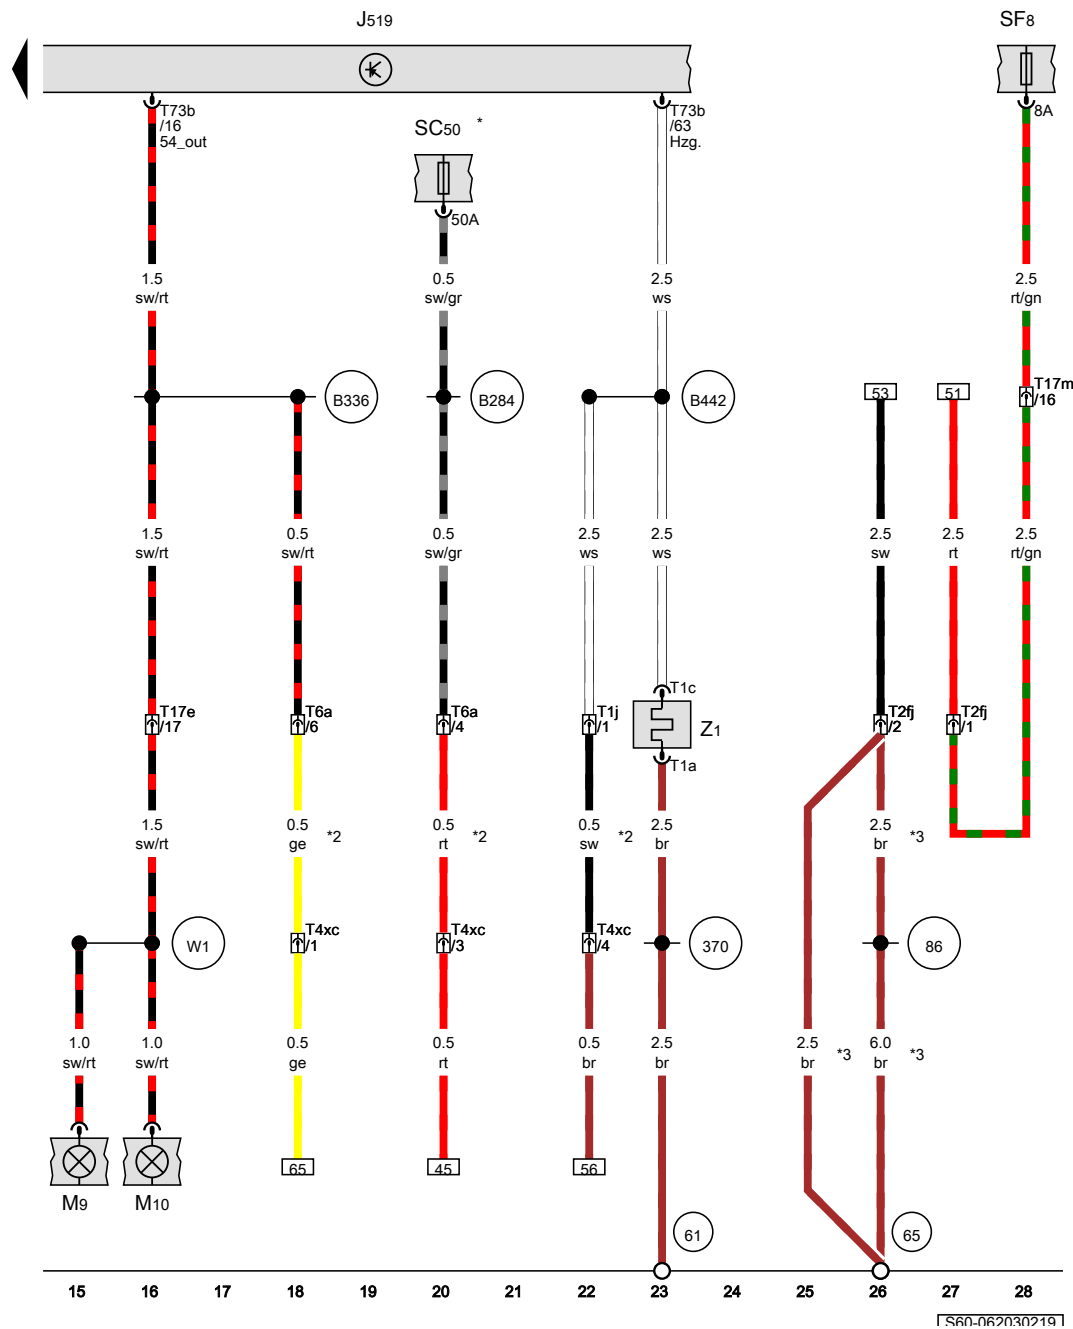 J519
SF8
T73b
/16
54_out
SC50 *
T73b
/63
Hzg.
8A
50A
1.5
sw/rt
0.5
sw/gr
2.5
ws
2.5
rt/gn
B336
B284
B442
53
51
T17m
/16
1.5
sw/rt
0.5
sw/rt
0.5
sw/gr
2.5
ws
2.5
ws
2.5
sw
2.5
rt
2.5
rt/gn
T1c
T17e
/17
T6a
/6
T6a
/4
T1j
/1
Z1
T2fj
/2
T2fj
/1
T1a
1.5
sw/rt
0.5
ge
*2
0.5
rt
*2
0.5
sw
*2
2.5
br
2.5
br
*3
W1
T4xc
/1
T4xc
/3
T4xc
/4
370
86
1.0
sw/rt
1.0
sw/rt
0.5
ge
0.5
rt
0.5
br
2.5
br
2.5
br
*3
6.0
br
*3
65
45
56
M9
M10
61
65
15 16 17 18 19 20 21 22 23 24 25 26 27 28
S60-062030219